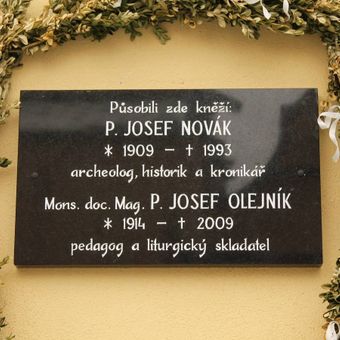 Působili zde kněží:
P. JOSEF NOVÁK
* 1909 – † 1993
archeolog, historik a kronikář
Mons. doc. Mag. P. JOSEF OLEJNÍK
* 1914 – † 2009
pedagog a liturgický skladatel